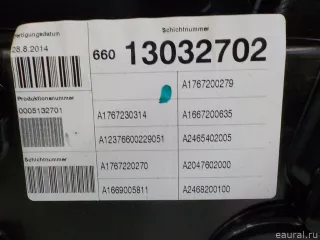 Fertigungsdatum
28.8.2014
Schichtnummer
660 13032702
Produktionsnummer
0005132701
Schichtnummer
A1767200279
A1767230314
A1667200635
A12376600229051
A2465402005
A1767220270
A2047602000
A1669005811
A2468200100
eaural.ru